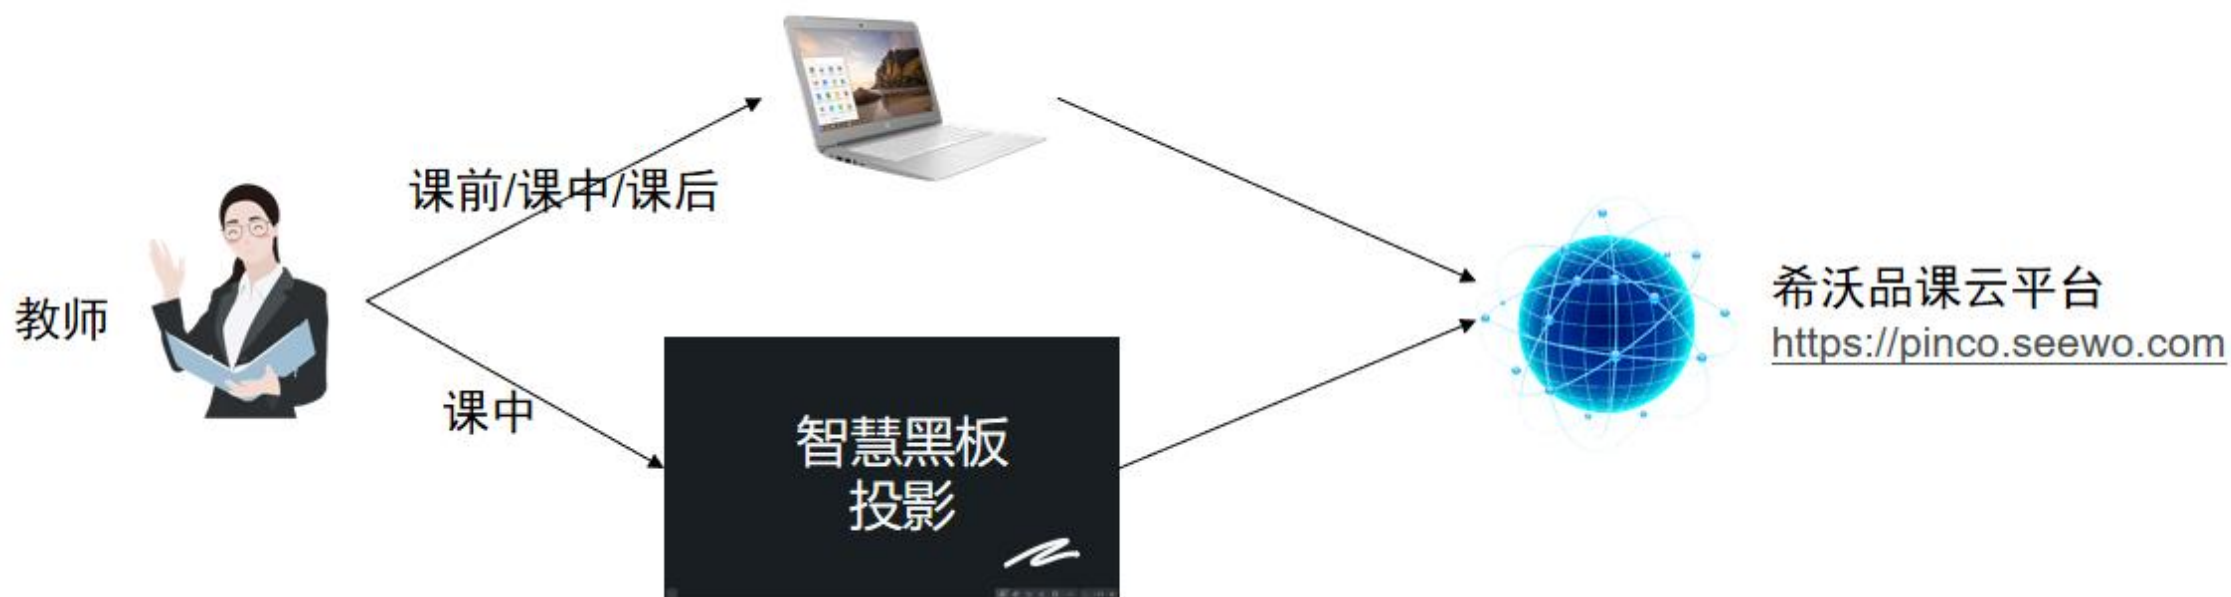 课前/课中/课后
教师
课中
智慧黑板
投影
希沃品课云平台
https://pinco.seewo.com